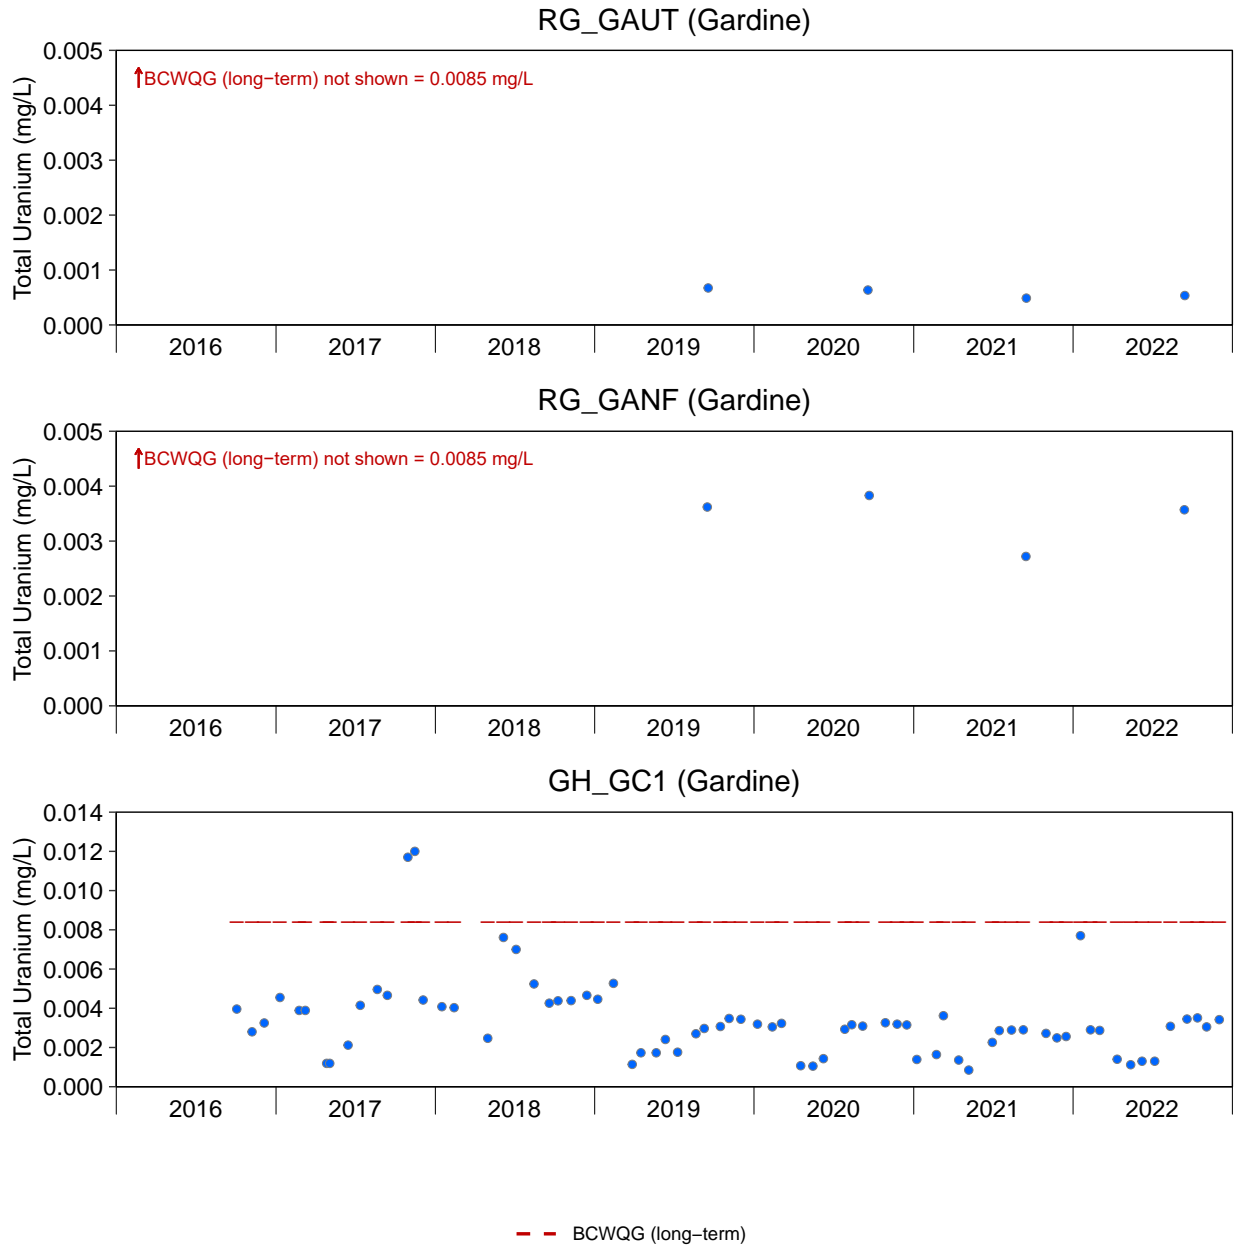 RG_GAUT (Gardine)
Total Uranium (mg/L)
0.005
0.004
0.003
0.002
0.001
0.000
↑BCWQG (long−term) not shown = 0.0085 mg/L
2016 2017 2018 2019 2020 2021 2022
RG_GANF (Gardine)
Total Uranium (mg/L)
0.005
0.004
0.003
0.002
0.001
0.000
↑BCWQG (long−term) not shown = 0.0085 mg/L
2016 2017 2018 2019 2020 2021 2022
GH_GC1 (Gardine)
Total Uranium (mg/L)
0.014
0.012
0.010
0.008
0.006
0.004
0.002
0.000
2016 2017 2018 2019 2020 2021 2022
BCWQG (long−term)